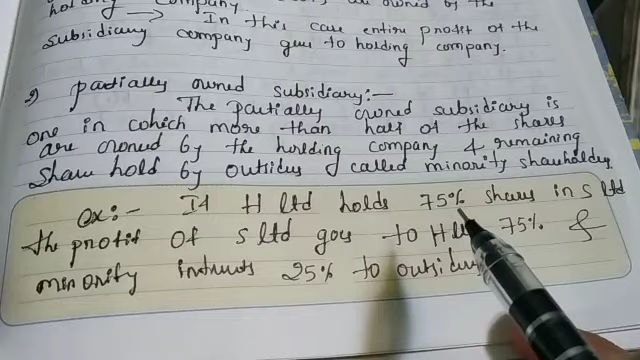 holding company
owned by the
→ In this case entire profit of the
subsidiary company goes to holding company.
2) partially owned subsidiary:-
The partially owned subsidiary is
one in which more than half of the shares
are owned by the holding company & remaining
share hold by outsiders & called minority shareholders
Ex:- If H ltd holds 75% shares in S ltd
the profit of S ltd goes to H 75% &
minority 25% to